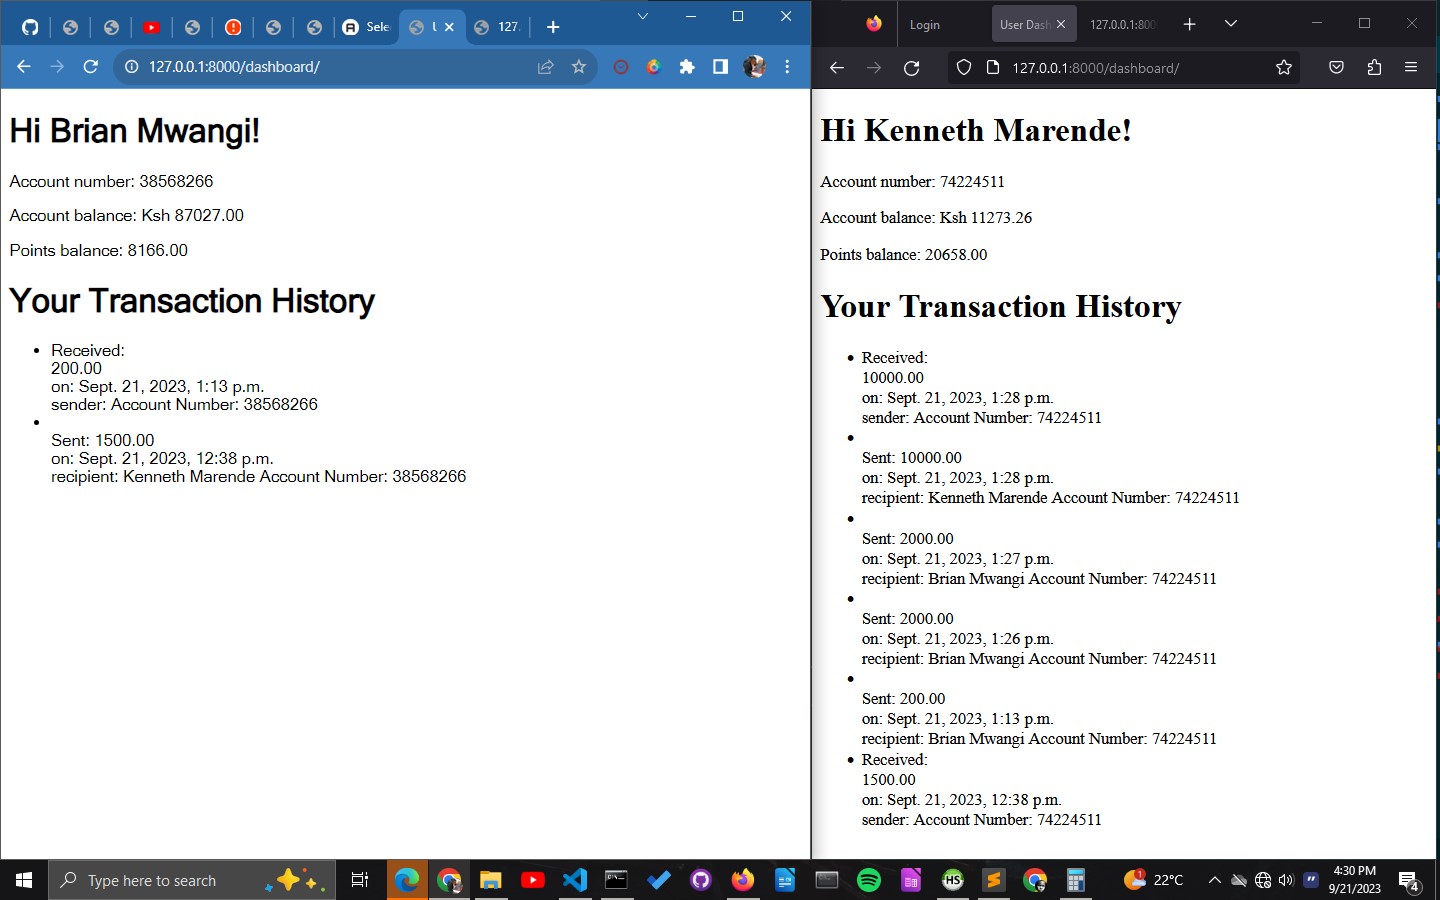 Sele
U
127.
127.0.0.1:8000/dashboard/
Hi Brian Mwangi!
Account number: 38568266
Account balance: Ksh 87027.00
Points balance: 8166.00
Your Transaction History
Received:
200.00
on: Sept. 21, 2023, 1:13 p.m.
sender: Account Number: 38568266
Sent: 1500.00
on: Sept. 21, 2023, 12:38 p.m.
recipient: Kenneth Marende Account Number: 38568266
Login
User Dash
127.0.0.1:800
127.0.0.1:8000/dashboard/
Hi Kenneth Marende!
Account number: 74224511
Account balance: Ksh 11273.26
Points balance: 20658.00
Your Transaction History
Received:
10000.00
on: Sept. 21, 2023, 1:28 p.m.
sender: Account Number: 74224511
Sent: 10000.00
on: Sept. 21, 2023, 1:28 p.m.
recipient: Kenneth Marende Account Number: 74224511
Sent: 2000.00
on: Sept. 21, 2023, 1:27 p.m.
recipient: Brian Mwangi Account Number: 74224511
Sent: 2000.00
on: Sept. 21, 2023, 1:26 p.m.
recipient: Brian Mwangi Account Number: 74224511
Sent: 200.00
on: Sept. 21, 2023, 1:13 p.m.
recipient: Brian Mwangi Account Number: 74224511
Received:
1500.00
on: Sept. 21, 2023, 12:38 p.m.
sender: Account Number: 74224511
Type here to search
HS
1
22°C
4:30 PM
9/21/2023
4